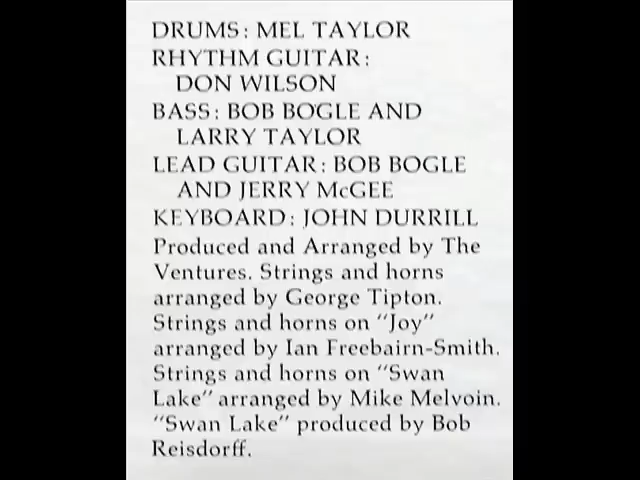 DRUMS: MEL TAYLOR
RHYTHM GUITAR:
DON WILSON
BASS: BOB BOGLE AND
LARRY TAYLOR
LEAD GUITAR: BOB BOGLE
AND JERRY McGEE
KEYBOARD: JOHN DURRILL
Produced and Arranged by The
Ventures. Strings and horns
arranged by George Tipton.
Strings and horns on "Joy"
arranged by Ian Freebairn-Smith.
Strings and horns on "Swan
Lake" arranged by Mike Melvoin.
"Swan Lake" produced by Bob
Reisdorff.